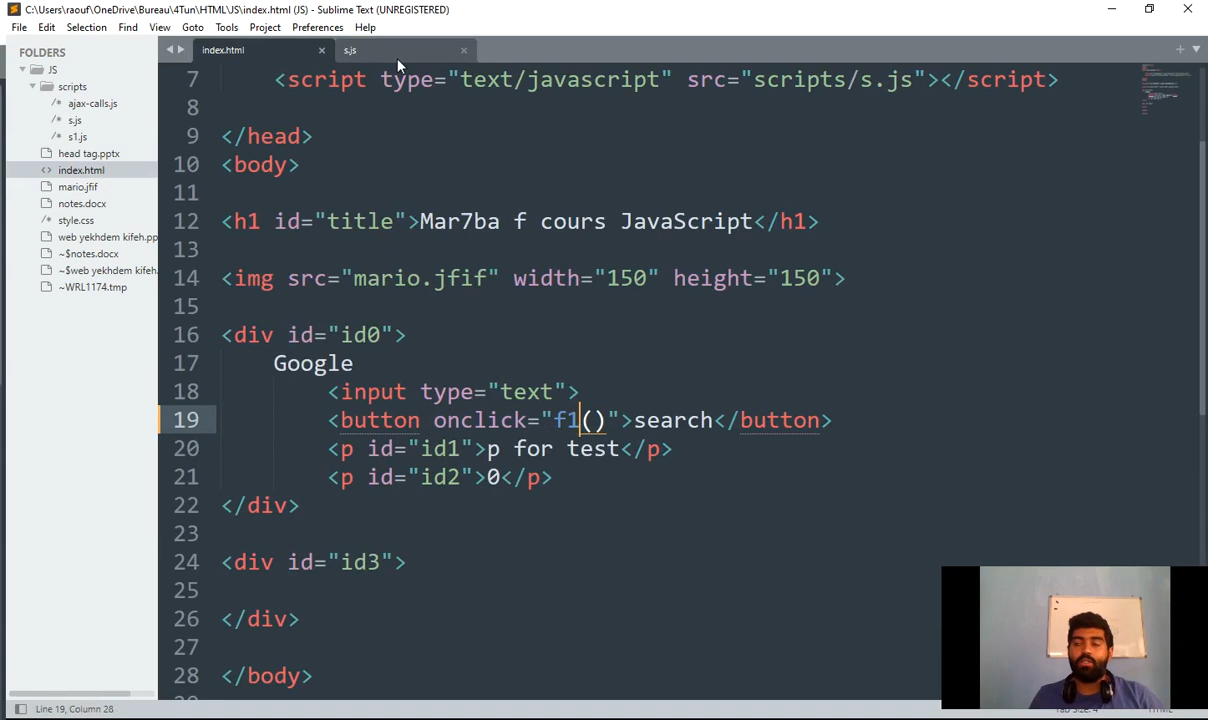 C:\Users\raouf\OneDrive\Bureau\4Tun\HTML\JS\index.html (JS) - Sublime Text (UNREGISTERED)
File Edit Selection Find View Goto Tools Project Preferences Help
FOLDERS
JS
scripts
/* ajax-calls.js
/* s.js
/* s1.js
head tag.pptx
<> index.html
mario.jfif
notes.docx
/* style.css
web yekhdem kifeh.pp
~$notes.docx
~$web yekhdem kifeh.
~WRL1174.tmp
index.html s.js
7 <script type="text/javascript" src="scripts/s.js"></script>
8
9 </head>
10 <body>
11
12 <h1 id="title">Mar7ba f cours JavaScript</h1>
13
14 <img src="mario.jfif" width="150" height="150">
15
16 <div id="id0">
17 Google
18 <input type="text">
19 <button onclick="f1()">search</button>
20 <p id="id1">p for test</p>
21 <p id="id2">0</p>
22 </div>
23
24 <div id="id3">
25
26 </div>
27
28 </body>
Line 19, Column 28